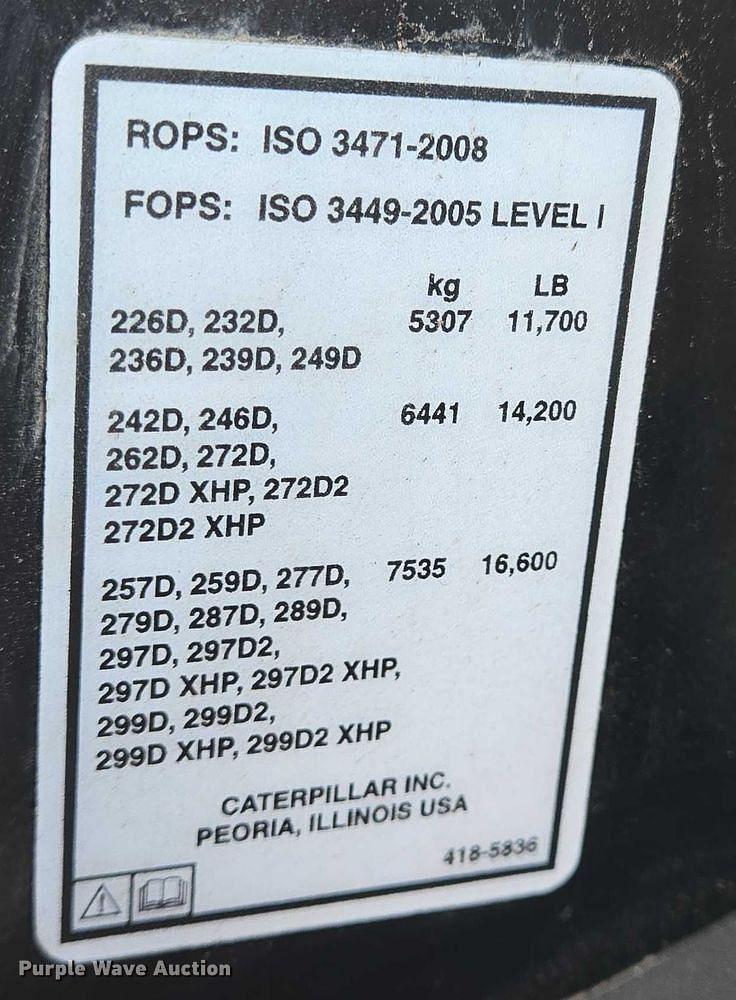 ROPS: ISO 3471-2008
FOPS: ISO 3449-2005 LEVEL I
kg LB
226D, 232D, 5307 11,700
236D, 239D, 249D
242D, 246D, 6441 14,200
262D, 272D,
272D XHP, 272D2
272D2 XHP
257D, 259D, 277D, 7535 16,600
279D, 287D, 289D,
297D, 297D2,
297D XHP, 297D2 XHP,
299D, 299D2,
299D XHP, 299D2 XHP
CATERPILLAR INC.
PEORIA, ILLINOIS USA
418-5836
Purple Wave Auction